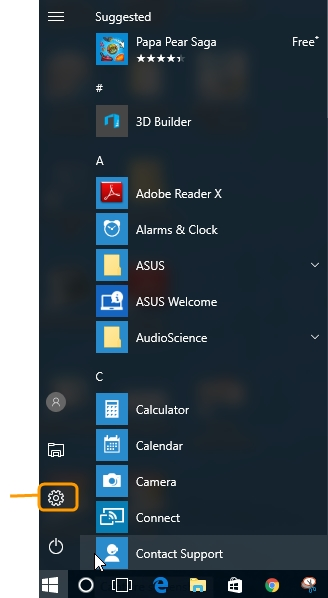 Suggested
Papa Pear Saga Free*
#
3D Builder
A
Adobe Reader X
Alarms & Clock
ASUS
ASUS Welcome
AudioScience
C
Calculator
Calendar
Camera
Connect
Contact Support